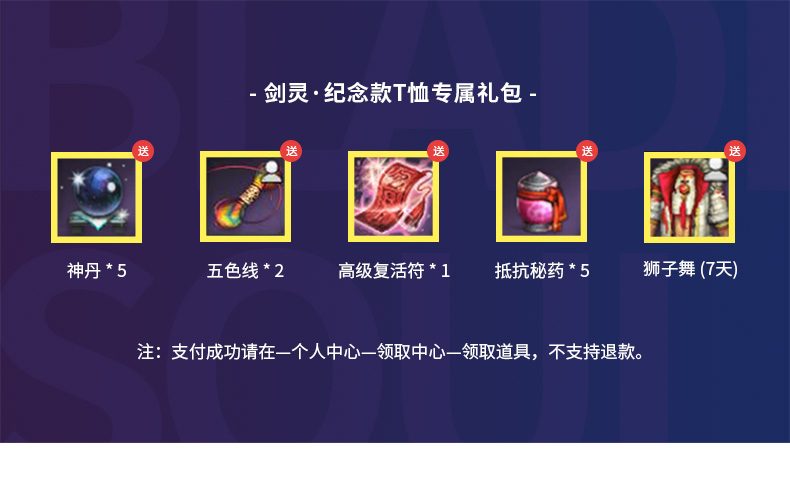 BLADE
SOUL
- 剑灵·纪念款T恤专属礼包 -
送 送 送 送 送
神丹 * 5 五色线 * 2 高级复活符 * 1 抵抗秘药 * 5 狮子舞 (7天)
注：支付成功请在—个人中心—领取中心—领取道具，不支持退款。